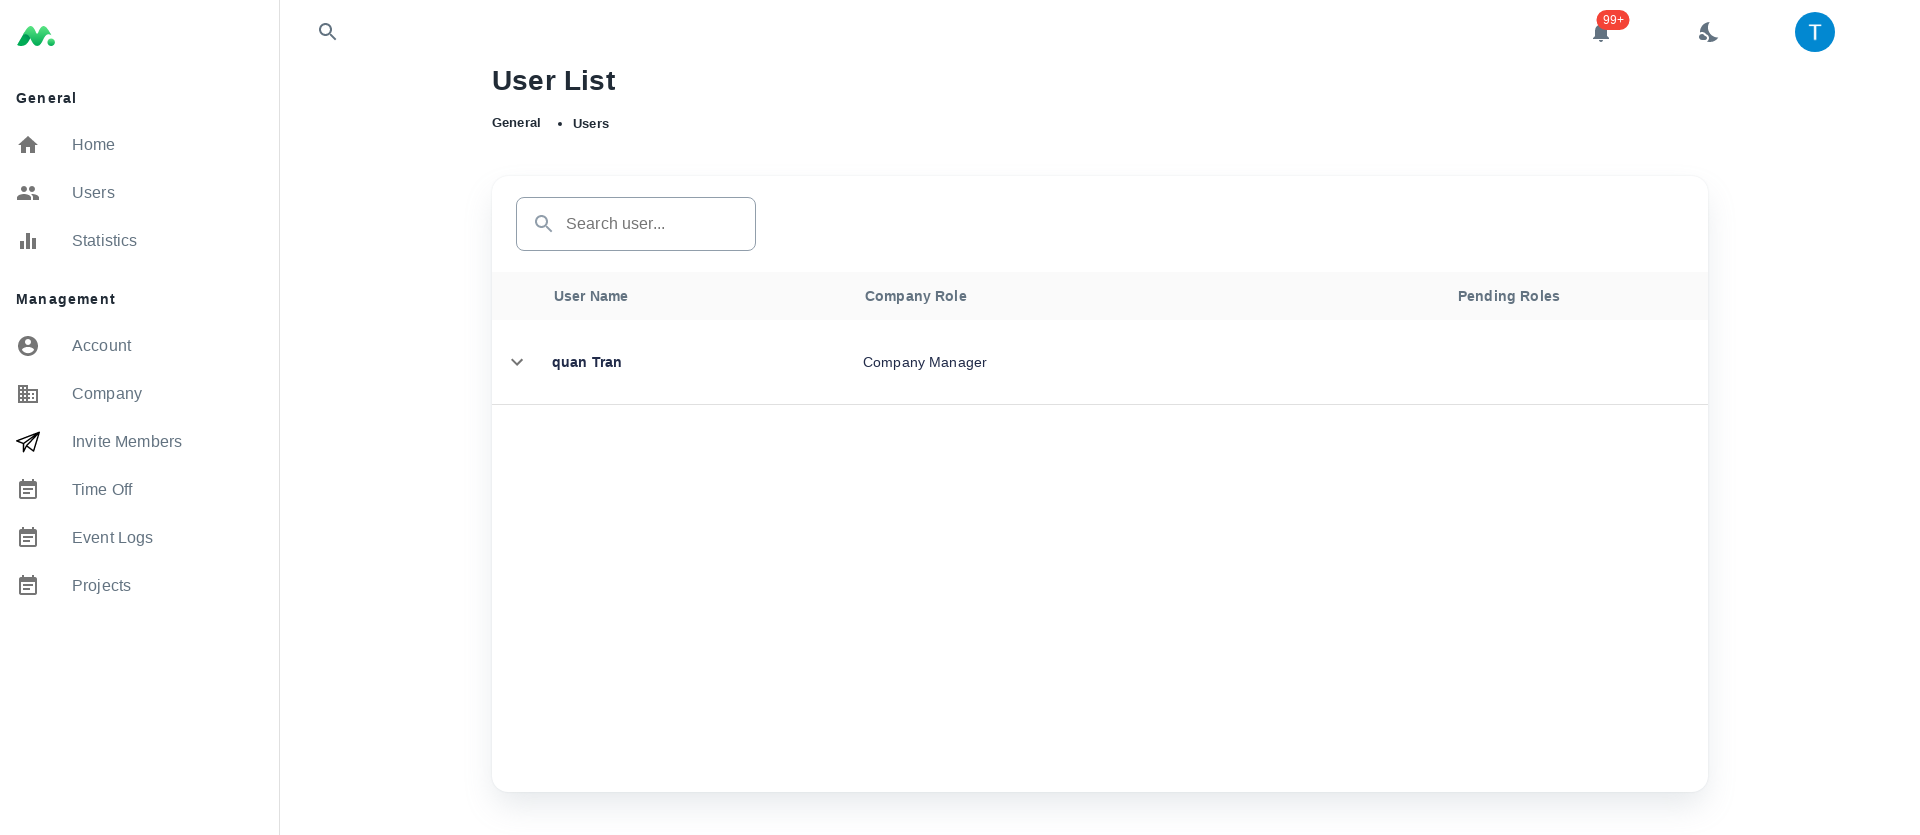 99+
T
General
Home
Users
Statistics
Management
Account
Company
Invite Members
Time Off
Event Logs
Projects
User List
General • Users
Search user...
User Name Company Role Pending Roles
quan Tran Company Manager